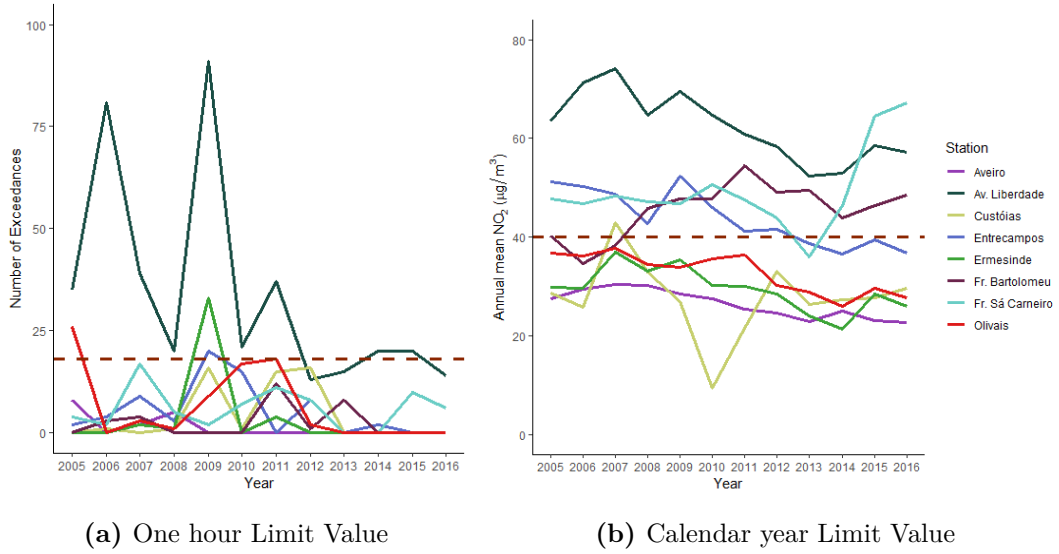 100
75
50
25
0
Number of Exceedances
2005 2006 2007 2008 2009 2010 2011 2012 2013 2014 2015 2016
Year
(a) One hour Limit Value
80
60
40
20
0
Annual mean NO₂ (μg/m³)
2005 2006 2007 2008 2009 2010 2011 2012 2013 2014 2015 2016
Year
Station
Aveiro
Av. Liberdade
Custóias
Entrecampos
Ermesinde
Fr. Bartolomeu
Fr. Sá Carneiro
Olivais
(b) Calendar year Limit Value